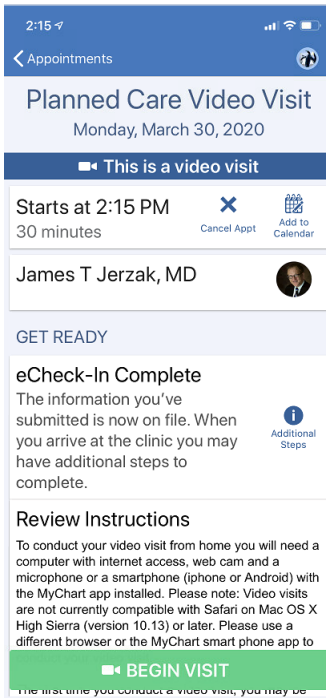 2:15
Appointments
Planned Care Video Visit
Monday, March 30, 2020
This is a video visit
Starts at 2:15 PM
30 minutes
Cancel Appt
Add to
Calendar
James T Jerzak, MD
GET READY
eCheck-In Complete
The information you’ve
submitted is now on file. When
you arrive at the clinic you may
have additional steps to
complete.
Additional
Steps
Review Instructions
To conduct your video visit from home you will need a
computer with internet access, web cam and a
microphone or a smartphone (iphone or Android) with
the MyChart app installed. Please note: Video visits
are not currently compatible with Safari on Mac OS X
High Sierra (version 10.13) or later. Please use a
different browser or the MyChart smart phone app to
BEGIN VISIT
The first time you conduct a video visit, you may be